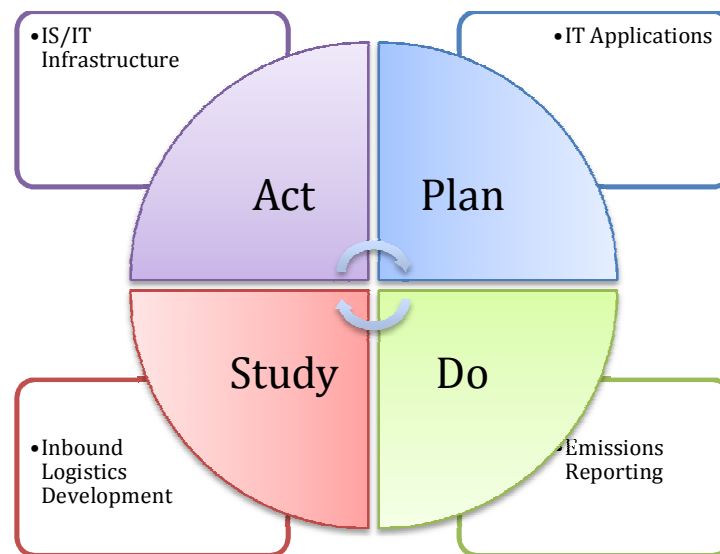 •IS/IT
Infrastructure
•IT Applications
Act
Plan
Study
Do
•Inbound
Logistics
Development
•Emissions
Reporting